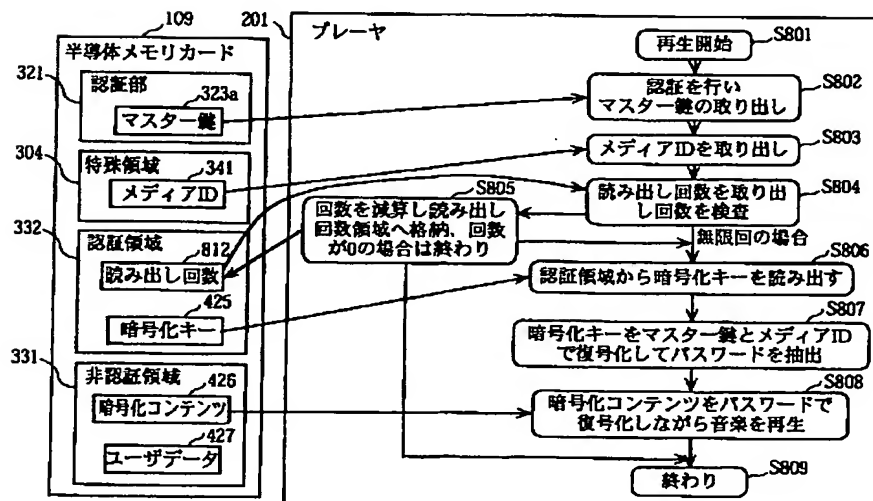 109
半導体メモリカード
321
認証部
323a
マスター鍵
304
特殊領域
341
メディアID
332
認証領域
812
読み出し回数
425
暗号化キー
331
非認証領域
426
暗号化コンテンツ
427
ユーザデータ
201
プレーヤ
S801
再生開始
S802
認証を行い
マスター鍵の取り出し
S803
メディアIDを取り出し
S804
読み出し回数を取り出
し回数を検査
S805
回数を減算し読み出し
回数領域へ格納、回数
が0の場合は終わり
無限回の場合
S806
認証領域から暗号化キーを読み出す
S807
暗号化キーをマスター鍵とメディアID
で復号化してパスワードを抽出
S808
暗号化コンテンツをパスワードで
復号化しながら音楽を再生
S809
終わり